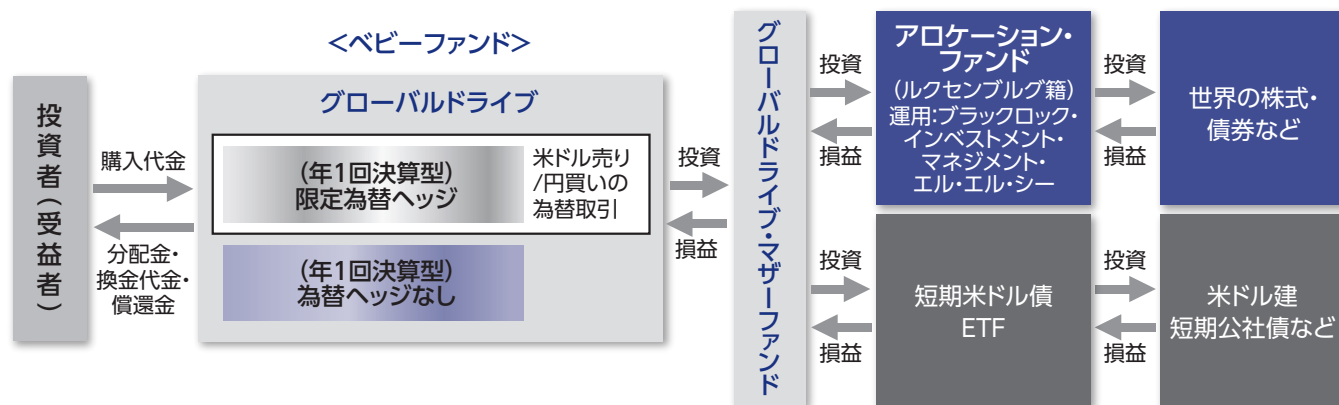 投資者(受益者)
購入代金
分配金・
換金代金・
償還金
<ベビーファンド>
グローバルドライブ
(年1回決算型)
限定為替ヘッジ
米ドル売り
/円買いの
為替取引
(年1回決算型)
為替ヘッジなし
投資
損益
グローバルドライブ・マザーファンド
投資
損益
アロケーション・
ファンド
(ルクセンブルグ籍)
運用:ブラックロック・
インベストメント・
マネジメント・
エル・エル・シー
投資
損益
世界の株式・
債券など
投資
損益
短期米ドル債
ETF
投資
損益
米ドル建
短期公社債など